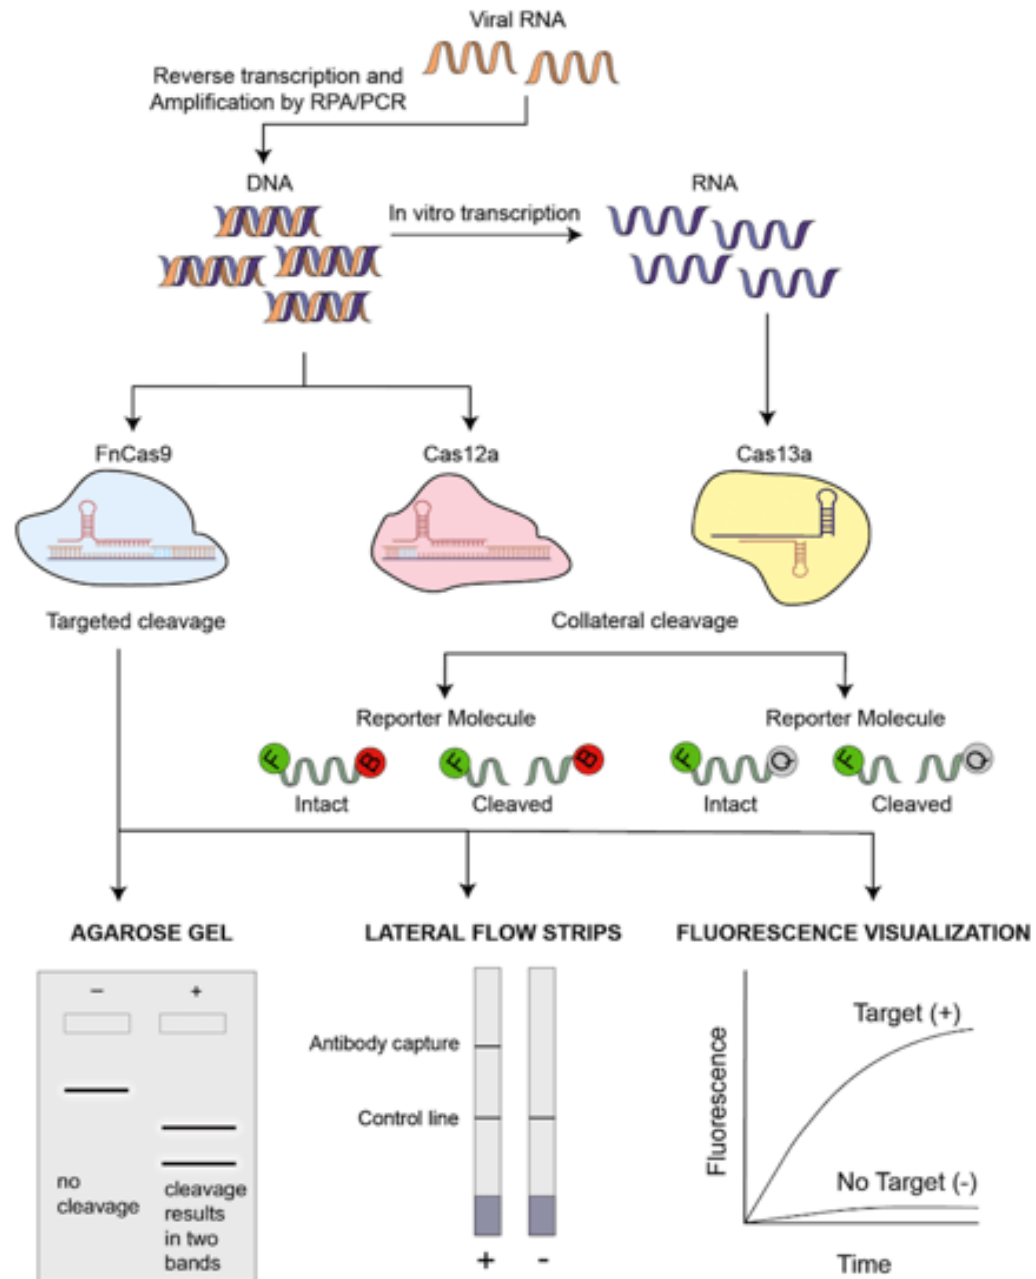 Viral RNA
Reverse transcription and
Amplification by RPA/PCR
DNA
In vitro transcription
RNA
FnCas9
Cas12a
Cas13a
Targeted cleavage
Collateral cleavage
Reporter Molecule
Reporter Molecule
F B F B F Q F Q
Intact
Cleaved
Intact
Cleaved
AGAROSE GEL
LATERAL FLOW STRIPS
FLUORESCENCE VISUALIZATION
− +
no
cleavage
cleavage
results
in two
bands
Antibody capture
Control line
+ -
Fluorescence
Target (+)
No Target (-)
Time